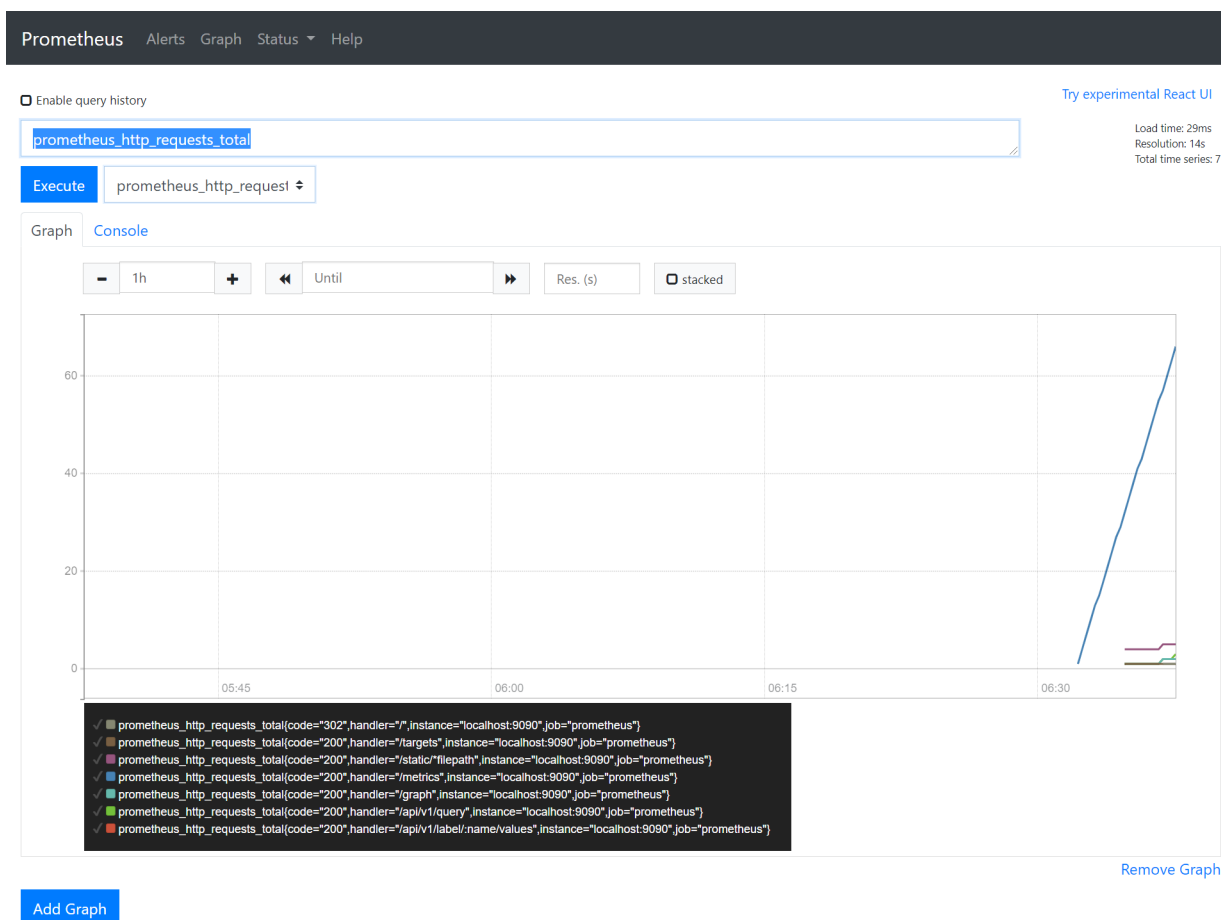 Prometheus Alerts Graph Status Help
Enable query history
Try experimental React UI
prometheus_http_requests_total
Load time: 29ms
Resolution: 14s
Total time series: 7
Execute prometheus_http_request
Graph Console
1h Until Res. (s) stacked
60
40
20
0
05:45 06:00 06:15 06:30
prometheus_http_requests_total{code="302",handler="/",instance="localhost:9090",job="prometheus"}
prometheus_http_requests_total{code="200",handler="/targets",instance="localhost:9090",job="prometheus"}
prometheus_http_requests_total{code="200",handler="/static/*filepath",instance="localhost:9090",job="prometheus"}
prometheus_http_requests_total{code="200",handler="/metrics",instance="localhost:9090",job="prometheus"}
prometheus_http_requests_total{code="200",handler="/graph",instance="localhost:9090",job="prometheus"}
prometheus_http_requests_total{code="200",handler="/api/v1/query",instance="localhost:9090",job="prometheus"}
prometheus_http_requests_total{code="200",handler="/api/v1/label/:name/values",instance="localhost:9090",job="prometheus"}
Remove Graph
Add Graph